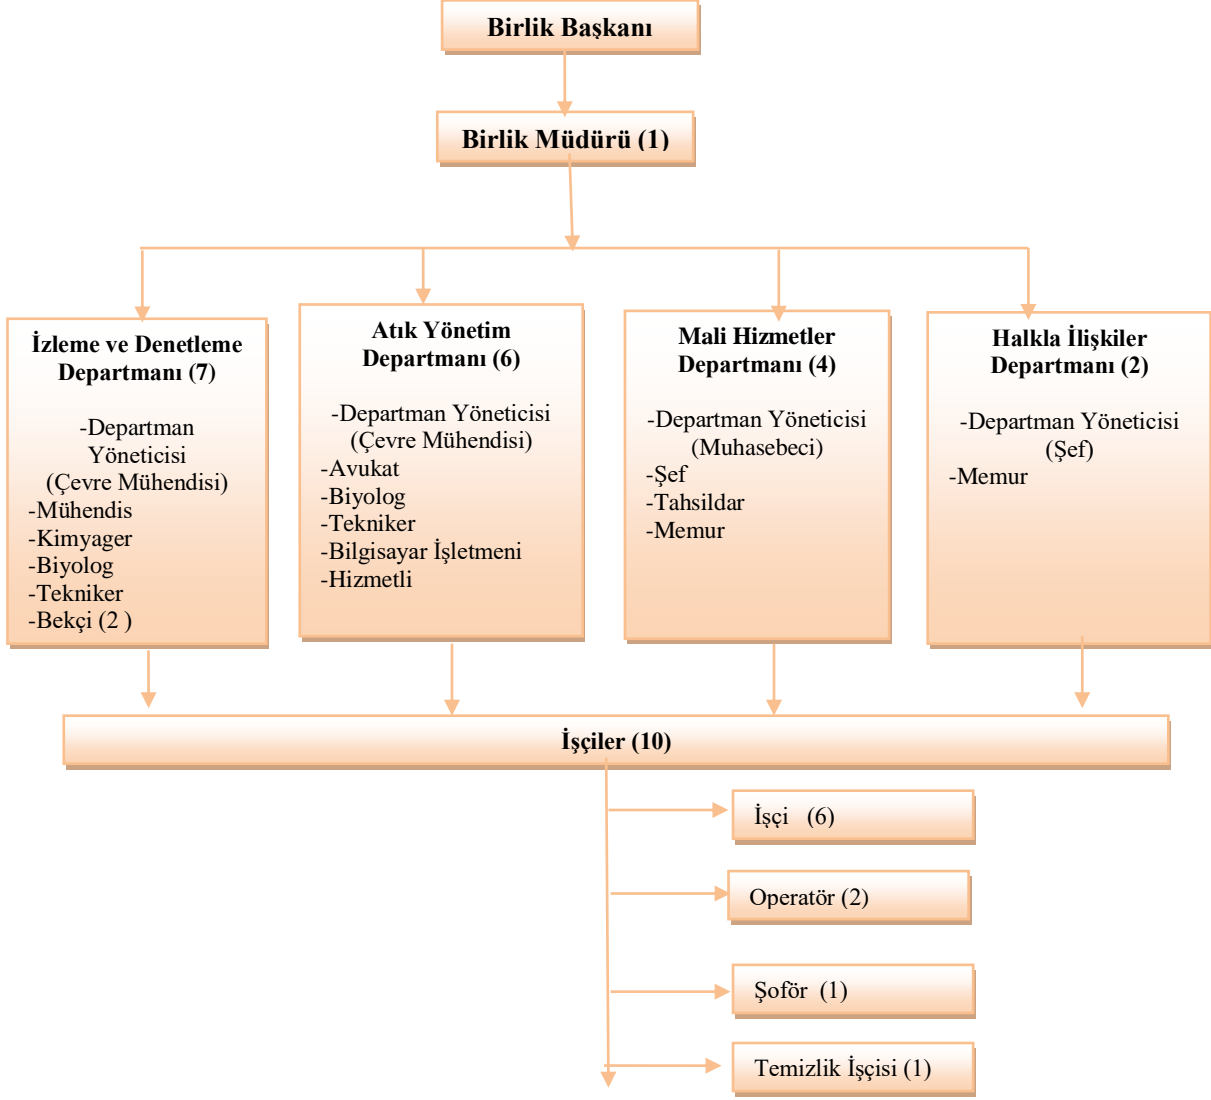 Birlik Başkanı
Birlik Müdürü (1)
İzleme ve Denetleme
Departmanı (7)
-Departman
Yöneticisi
(Çevre Mühendisi)
-Mühendis
-Kimyager
-Biyolog
-Tekniker
-Bekçi (2 )
Atık Yönetim
Departmanı (6)
-Departman Yöneticisi
(Çevre Mühendisi)
-Avukat
-Biyolog
-Tekniker
-Bilgisayar İşletmeni
-Hizmetli
Mali Hizmetler
Departmanı (4)
-Departman Yöneticisi
(Muhasebeci)
-Şef
-Tahsildar
-Memur
Halkla İlişkiler
Departmanı (2)
-Departman Yöneticisi
(Şef)
-Memur
İşçiler (10)
İşçi (6)
Operatör (2)
Şoför (1)
Temizlik İşçisi (1)